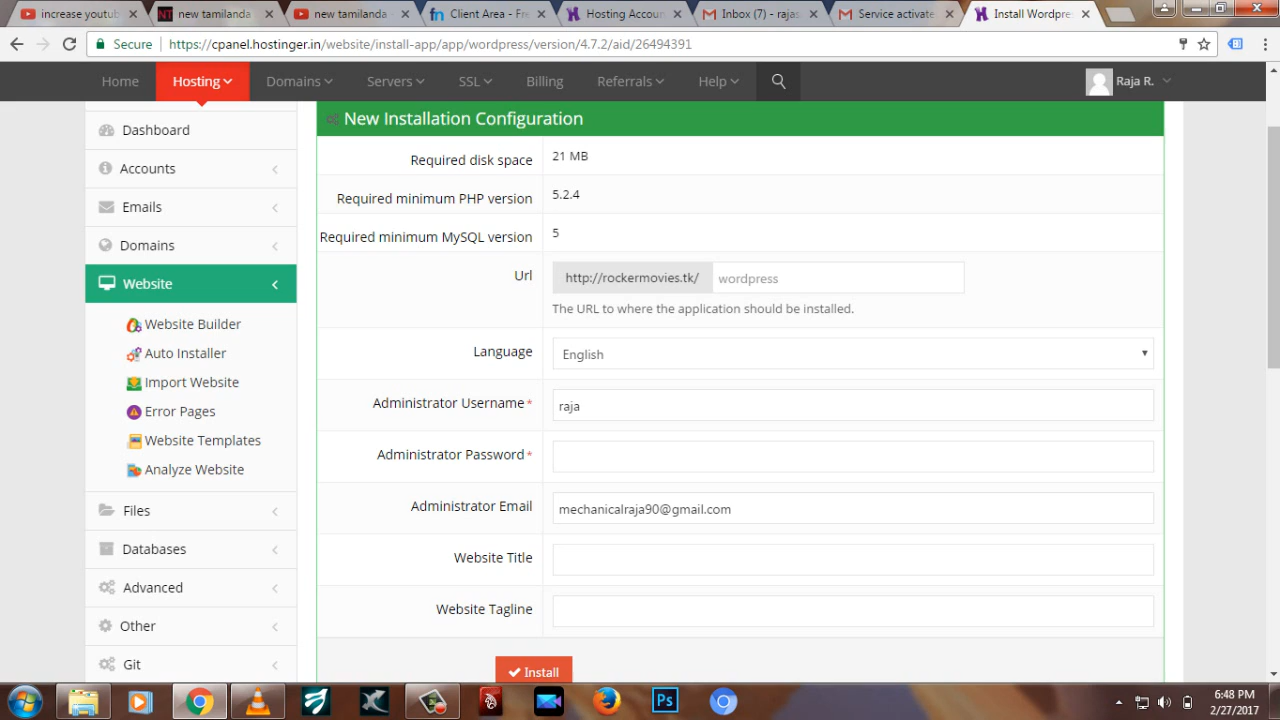 increase youtub
new tamilanda
new tamilanda
Client Area - Fre
Hosting Accoun
Inbox (7) - rajas
Service activate
Install Wordpre
Secure
https://cpanel.hostinger.in/website/install-app/app/wordpress/version/4.7.2/aid/26494391
Home
Hosting
Domains
Servers
SSL
Billing
Referrals
Help
Raja R.
Dashboard
Accounts
Emails
Domains
Website
Website Builder
Auto Installer
Import Website
Error Pages
Website Templates
Analyze Website
Files
Databases
Advanced
Other
Git
New Installation Configuration
Required disk space 21 MB
Required minimum PHP version 5.2.4
Required minimum MySQL version 5
Url http://rockermovies.tk/ wordpress
The URL to where the application should be installed.
Language English
Administrator Username* raja
Administrator Password*
Administrator Email mechanicalraja90@gmail.com
Website Title
Website Tagline
Install
Ps
6:48 PM
2/27/2017